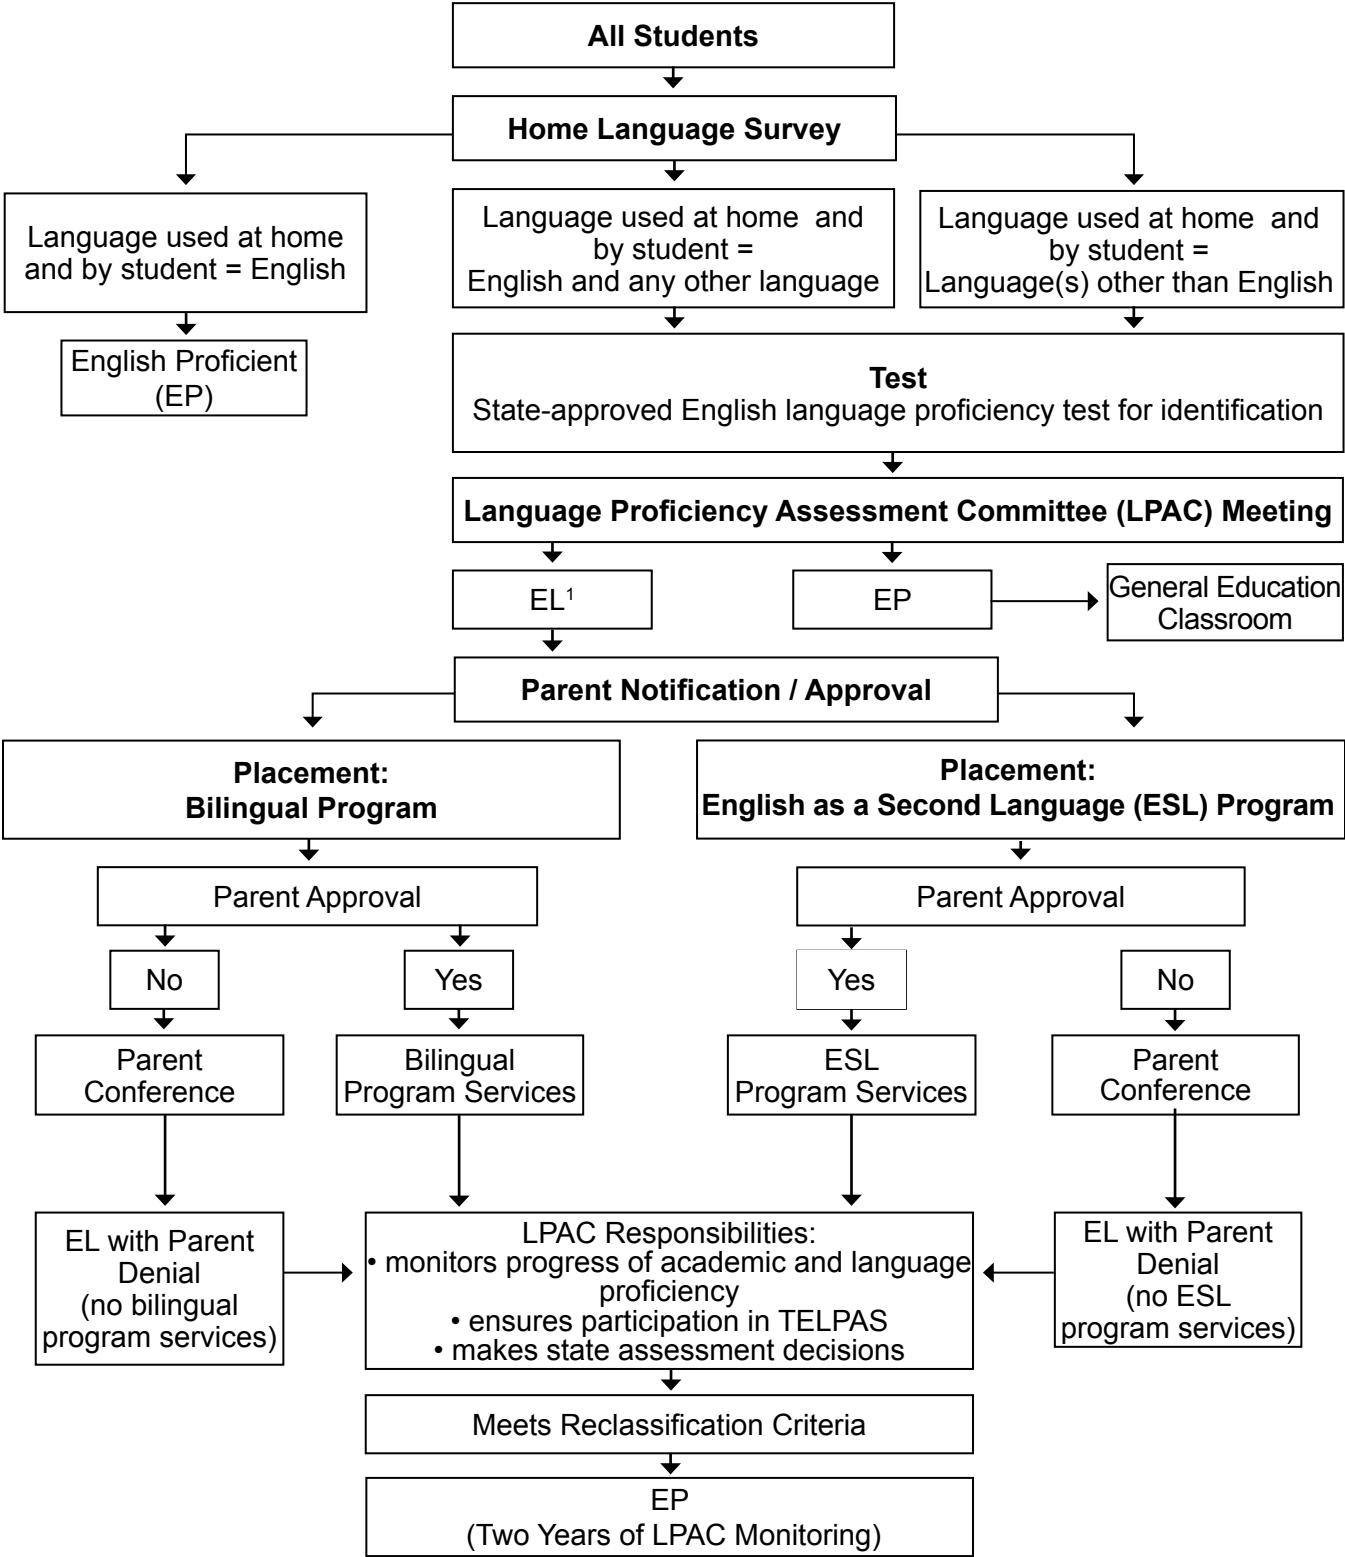 All Students
Home Language Survey
Language used at home
and by student = English
Language used at home and
by student =
English and any other language
Language used at home and
by student =
Language(s) other than English
English Proficient
(EP)
Test
State-approved English language proficiency test for identification
Language Proficiency Assessment Committee (LPAC) Meeting
EL¹
EP
General Education
Classroom
Parent Notification / Approval
Placement:
Bilingual Program
Placement:
English as a Second Language (ESL) Program
Parent Approval
Parent Approval
No
Yes
Yes
No
Parent
Conference
Bilingual
Program Services
ESL
Program Services
Parent
Conference
EL with Parent
Denial
(no bilingual
program services)
LPAC Responsibilities:
• monitors progress of academic and language
proficiency
• ensures participation in TELPAS
• makes state assessment decisions
EL with Parent
Denial
(no ESL
program services)
Meets Reclassification Criteria
EP
(Two Years of LPAC Monitoring)